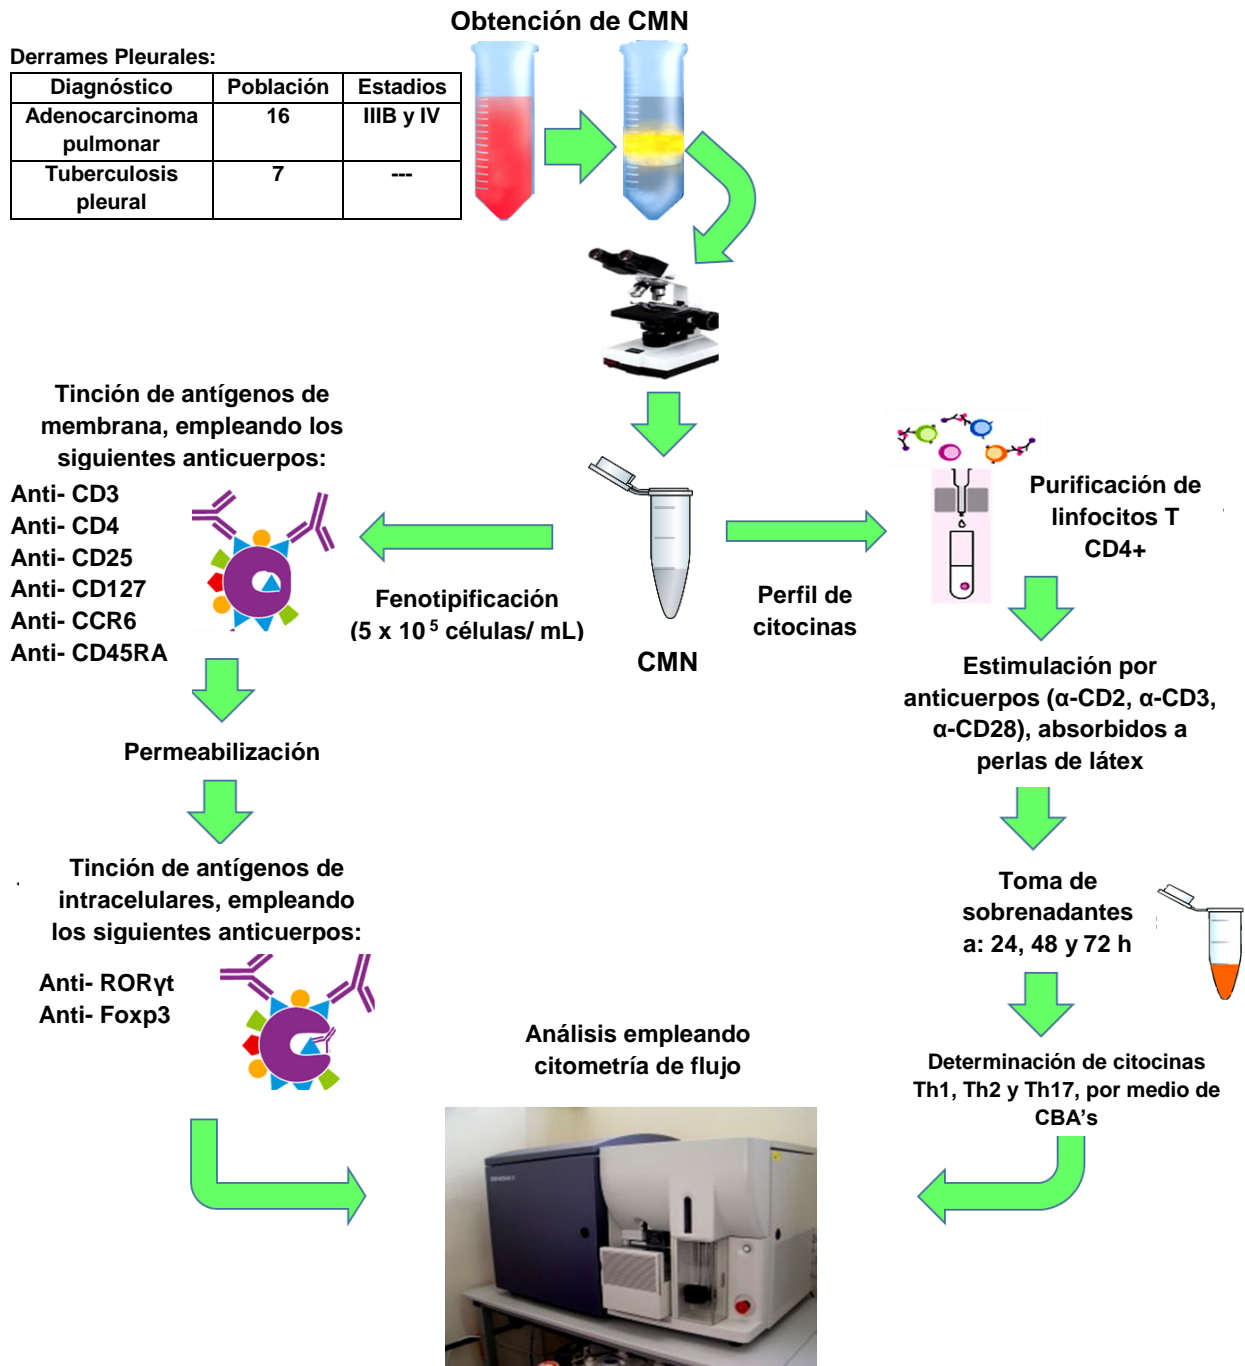 Obtención de CMN
Derrames Pleurales:
Diagnóstico Población Estadios
Adenocarcinoma pulmonar 16 IIIB y IV
Tuberculosis pleural 7 ---
Tinción de antígenos de
membrana, empleando los
siguientes anticuerpos:
Anti- CD3
Anti- CD4
Anti- CD25
Anti- CD127
Anti- CCR6
Anti- CD45RA
Fenotipificación
(5 x 10 5 células/ mL)
CMN
Perfil de
citocinas
Purificación de
linfocitos T
CD4+
Permeabilización
Estimulación por
anticuerpos (α-CD2, α-CD3,
α-CD28), absorbidos a
perlas de látex
Tinción de antígenos de
intracelulares, empleando
los siguientes anticuerpos:
Anti- RORγt
Anti- Foxp3
Toma de
sobrenadantes
a: 24, 48 y 72 h
Análisis empleando
citometría de flujo
Determinación de citocinas
Th1, Th2 y Th17, por medio de
CBA's